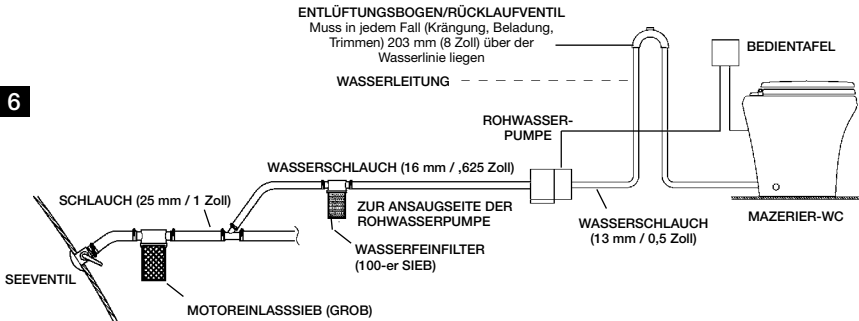 ENTLÜFTUNGSBOGEN/RÜCKLAUFVENTIL
Muss in jedem Fall (Krängung, Beladung,
Trimmen) 203 mm (8 Zoll) über der
Wasserlinie liegen
BEDIENTAFEL
WASSERLEITUNG
6
ROHWASSER-
PUMPE
WASSERSCHLAUCH (16 mm / ,625 Zoll)
SCHLAUCH (25 mm / 1 Zoll)
ZUR ANSAUGSEITE DER
ROHWASSERPUMPE
WASSERSCHLAUCH
(13 mm / 0,5 Zoll)
MAZERIER-WC
WASSERFEINFILTER
(100-er SIEB)
SEEVENTIL
MOTOREINLASSSIEB (GROB)